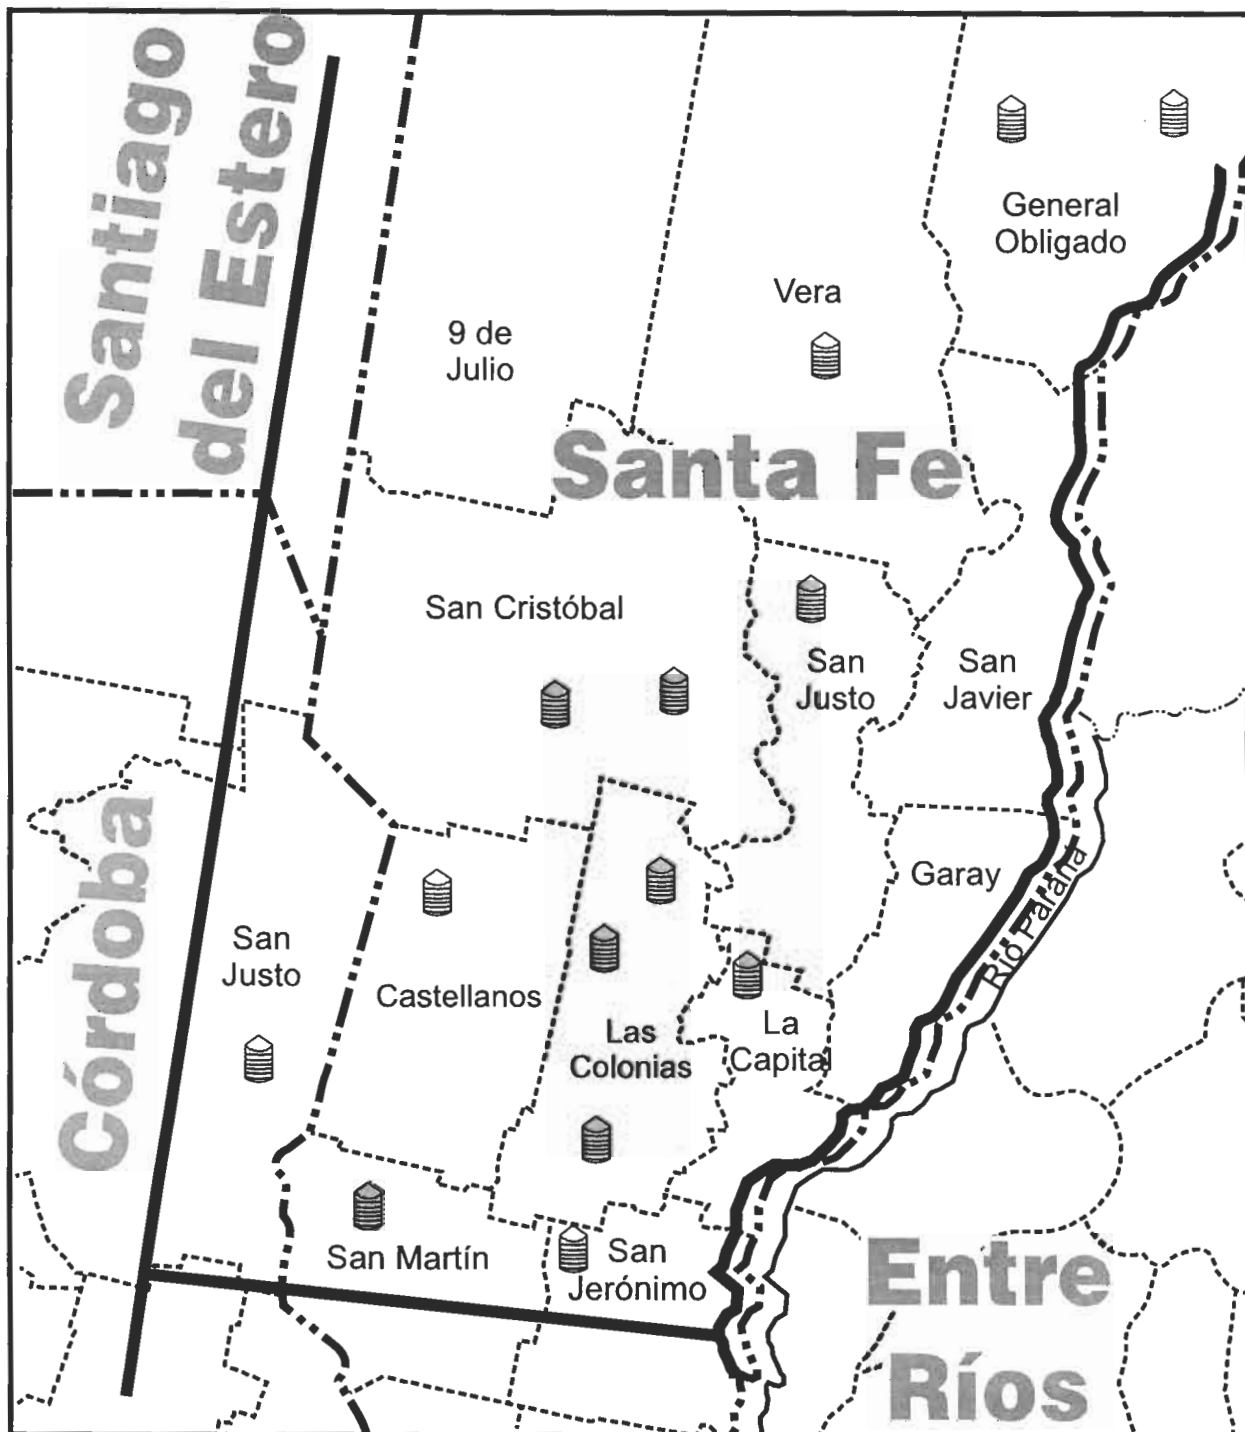 Santiago
del Estero
General
Obligado
Vera
9 de
Julio
Santa Fe
San Cristóbal
San
Justo
San
Javier
Córdoba
Garay
Río Paraná
San
Justo
Castellanos
Las
Colonias
La
Capital
San Martín
San
Jerónimo
Entre
Ríos